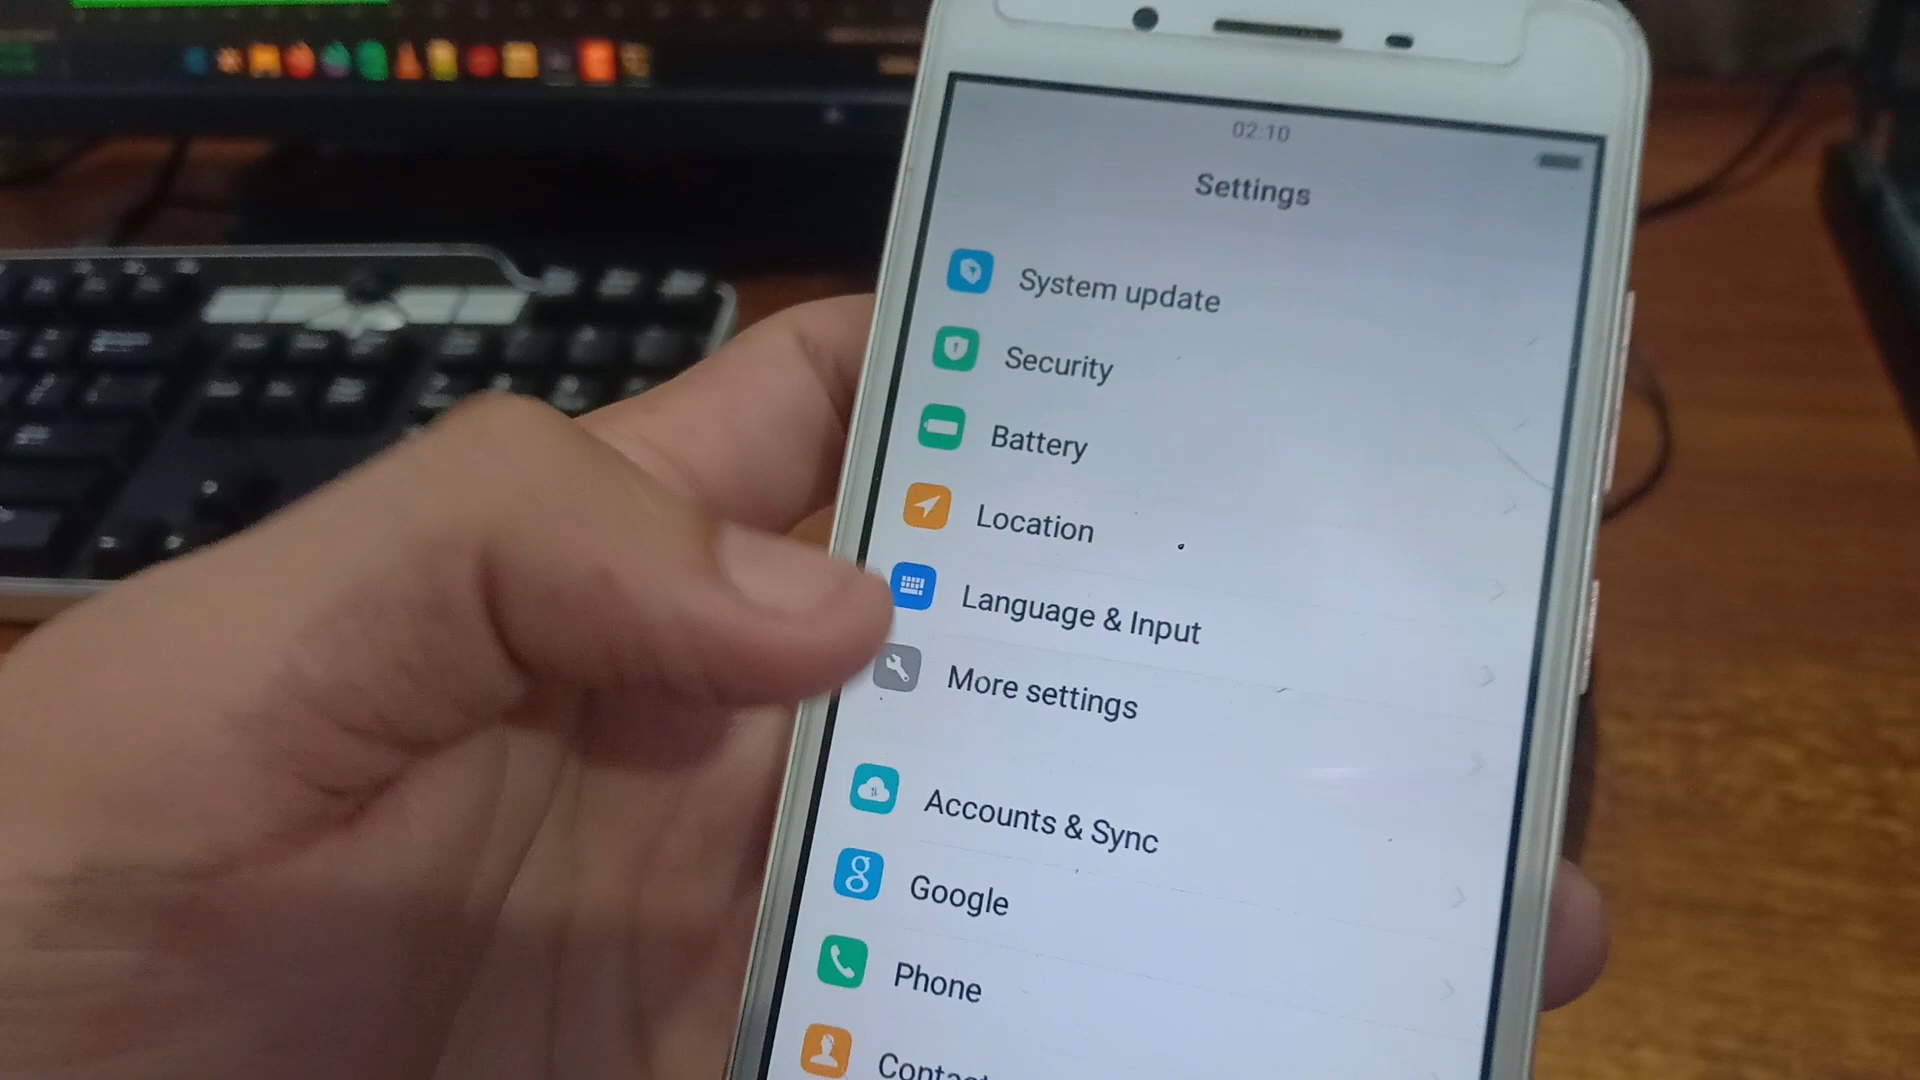 02:10
Settings
System update
Security
Battery
Location
Language & Input
More settings
Accounts & Sync
Google
Phone